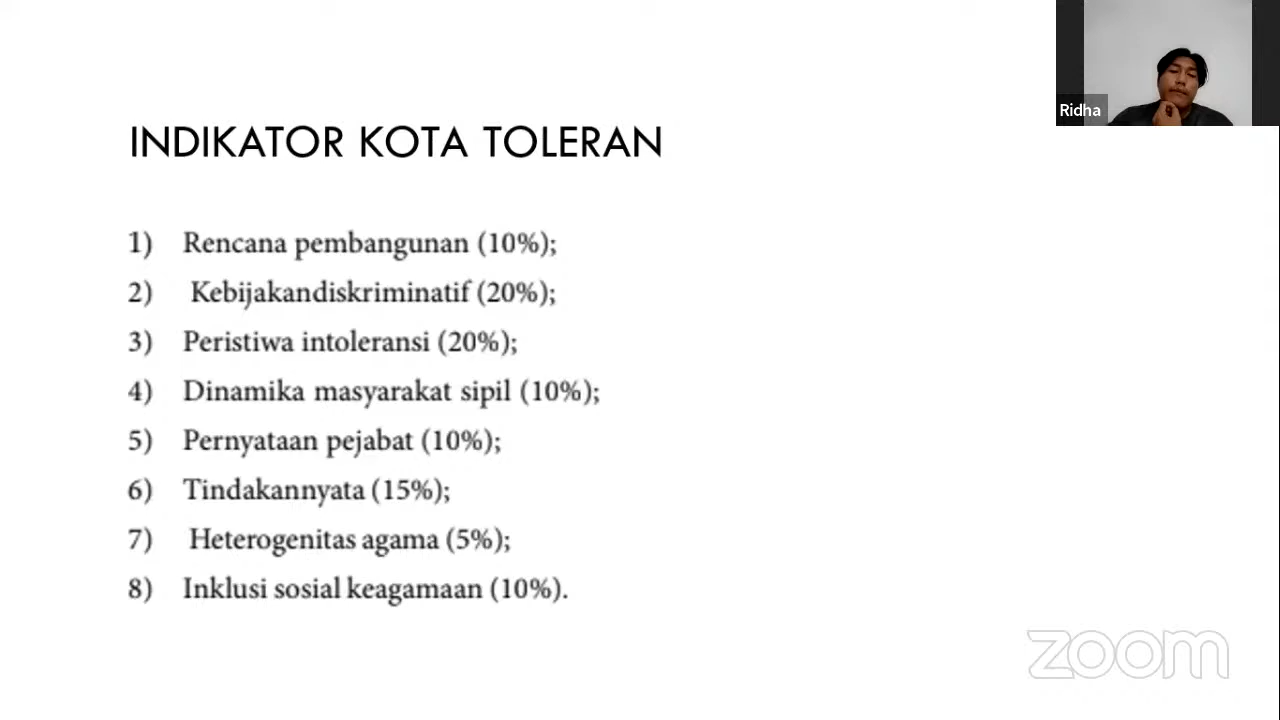 Ridha
INDIKATOR KOTA TOLERAN
1) Rencana pembangunan (10%);
2) Kebijakandiskriminatif (20%);
3) Peristiwa intoleransi (20%);
4) Dinamika masyarakat sipil (10%);
5) Pernyataan pejabat (10%);
6) Tindakannyata (15%);
7) Heterogenitas agama (5%);
8) Inklusi sosial keagamaan (10%).
zoom